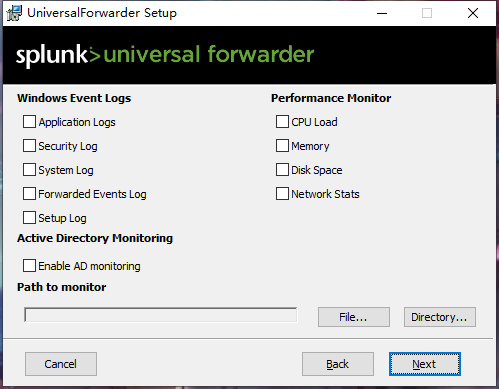 UniversalForwarder Setup
splunk>universal forwarder
Windows Event Logs
Application Logs
Security Log
System Log
Forwarded Events Log
Setup Log
Active Directory Monitoring
Enable AD monitoring
Path to monitor
Performance Monitor
CPU Load
Memory
Disk Space
Network Stats
File...
Directory...
Cancel
Back
Next